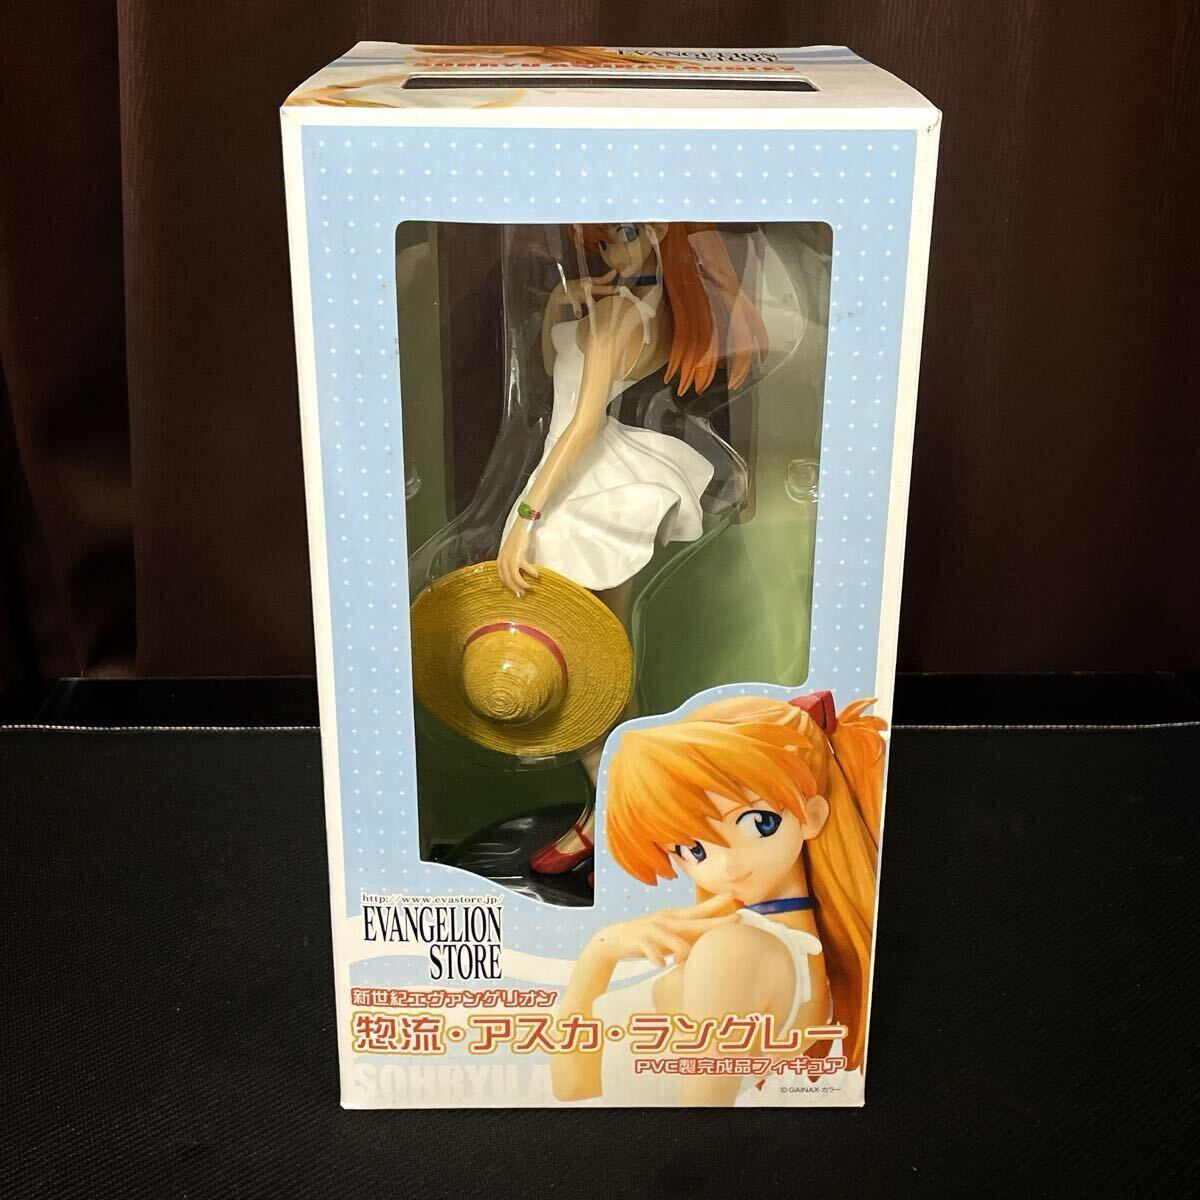 EVANGELION
STORE
SOHRYU ASUKA LANGLEY
http://www.evastore.jp/
EVANGELION
STORE
新世紀エヴァンゲリオン
惣流・アスカ・ラングレー
PVC製完成品フィギュア
SOHRYU A
©GAINAX・カラー